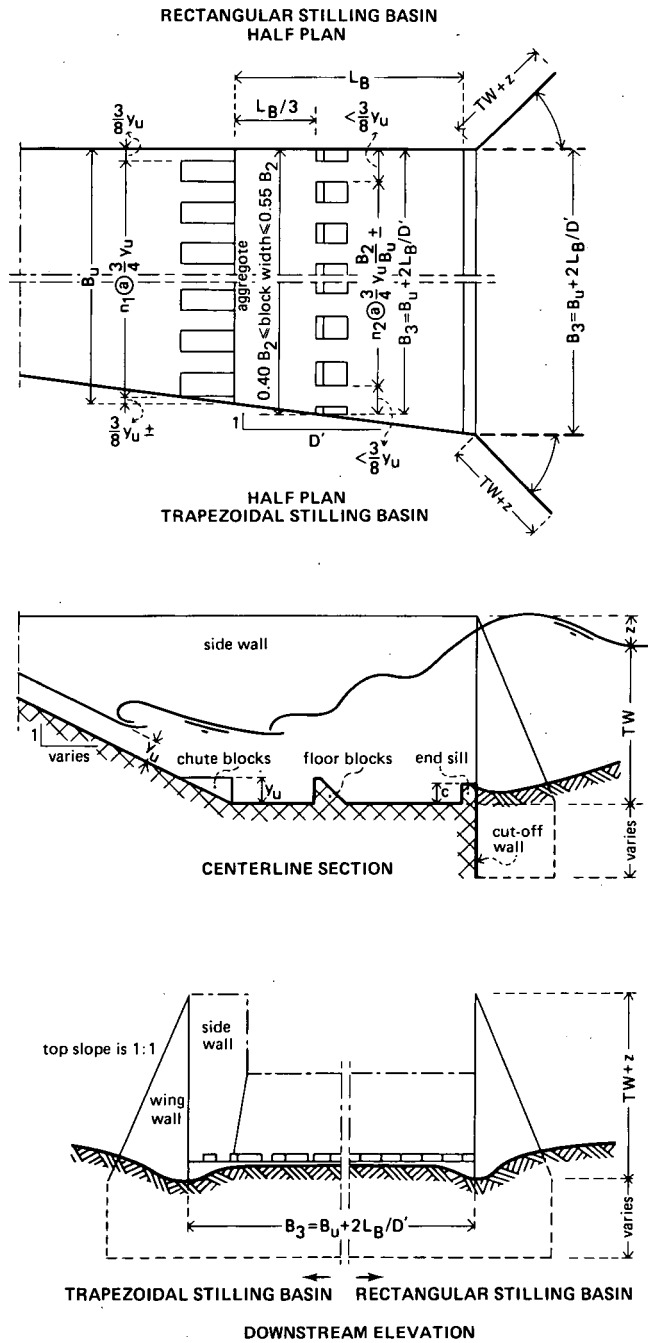 RECTANGULAR STILLING BASIN
HALF PLAN
L_B
TW+z
3/8 y_u
L_B/3
<3/8 y_u
B_u
n_1 @ 3/4 y_u
aggregate
0.40 B_2 ≤ block width ≤ 0.55 B_2
n_2 @ 3/4 y_u B_2/B_u ±
B_3=B_u+2L_B/D'
B_3=B_u+2L_B/D'
3/8 y_u ±
1
D'
<3/8 y_u
TW+z
HALF PLAN
TRAPEZOIDAL STILLING BASIN
side wall
z
TW
1
varies
y_u
chute blocks
y_u
floor blocks
end sill
c
cut-off
wall
varies
CENTERLINE SECTION
top slope is 1:1
side
wall
wing
wall
TW+z
varies
B_3=B_u+2L_B/D'
TRAPEZOIDAL STILLING BASIN
RECTANGULAR STILLING BASIN
DOWNSTREAM ELEVATION